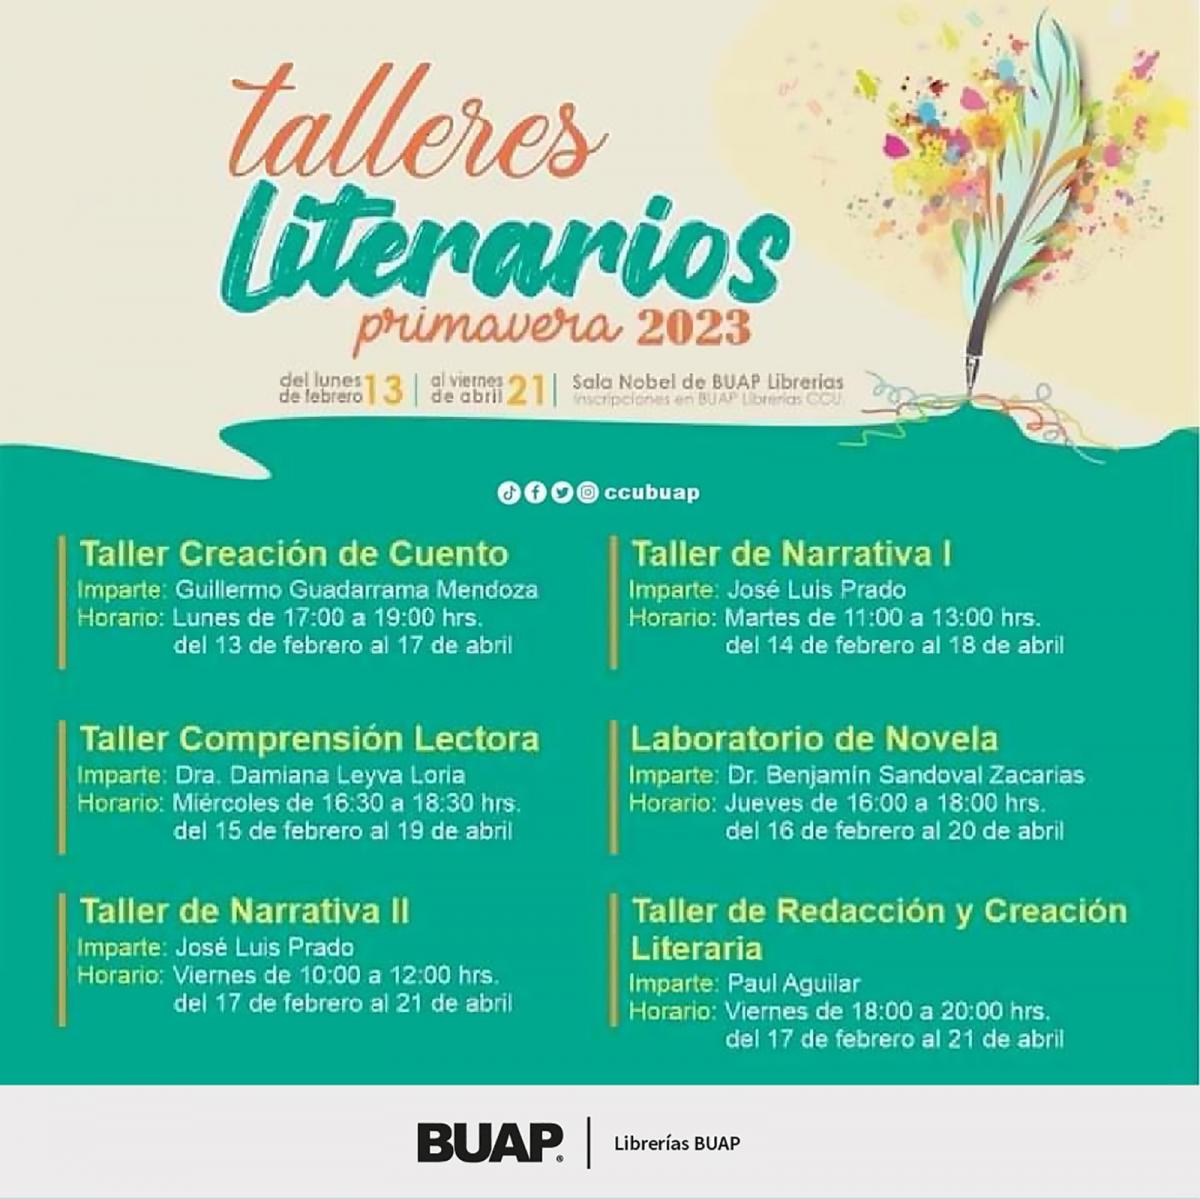 talleres
Literarios
primavera 2023
del lunes 13 de febrero | al viernes 21 de abril | Sala Nobel de BUAP Librerías
Inscripciones en BUAP Librerías CCU.
ccubuap
Taller Creación de Cuento
Imparte: Guillermo Guadarrama Mendoza
Horario: Lunes de 17:00 a 19:00 hrs.
del 13 de febrero al 17 de abril
Taller de Narrativa I
Imparte: José Luis Prado
Horario: Martes de 11:00 a 13:00 hrs.
del 14 de febrero al 18 de abril
Taller Comprensión Lectora
Imparte: Dra. Damiana Leyva Loria
Horario: Miércoles de 16:30 a 18:30 hrs.
del 15 de febrero al 19 de abril
Laboratorio de Novela
Imparte: Dr. Benjamín Sandoval Zacarias
Horario: Jueves de 16:00 a 18:00 hrs.
del 16 de febrero al 20 de abril
Taller de Narrativa II
Imparte: José Luis Prado
Horario: Viernes de 10:00 a 12:00 hrs.
del 17 de febrero al 21 de abril
Taller de Redacción y Creación
Literaria
Imparte: Paul Aguilar
Horario: Viernes de 18:00 a 20:00 hrs.
del 17 de febrero al 21 de abril
BUAP® | Librerías BUAP